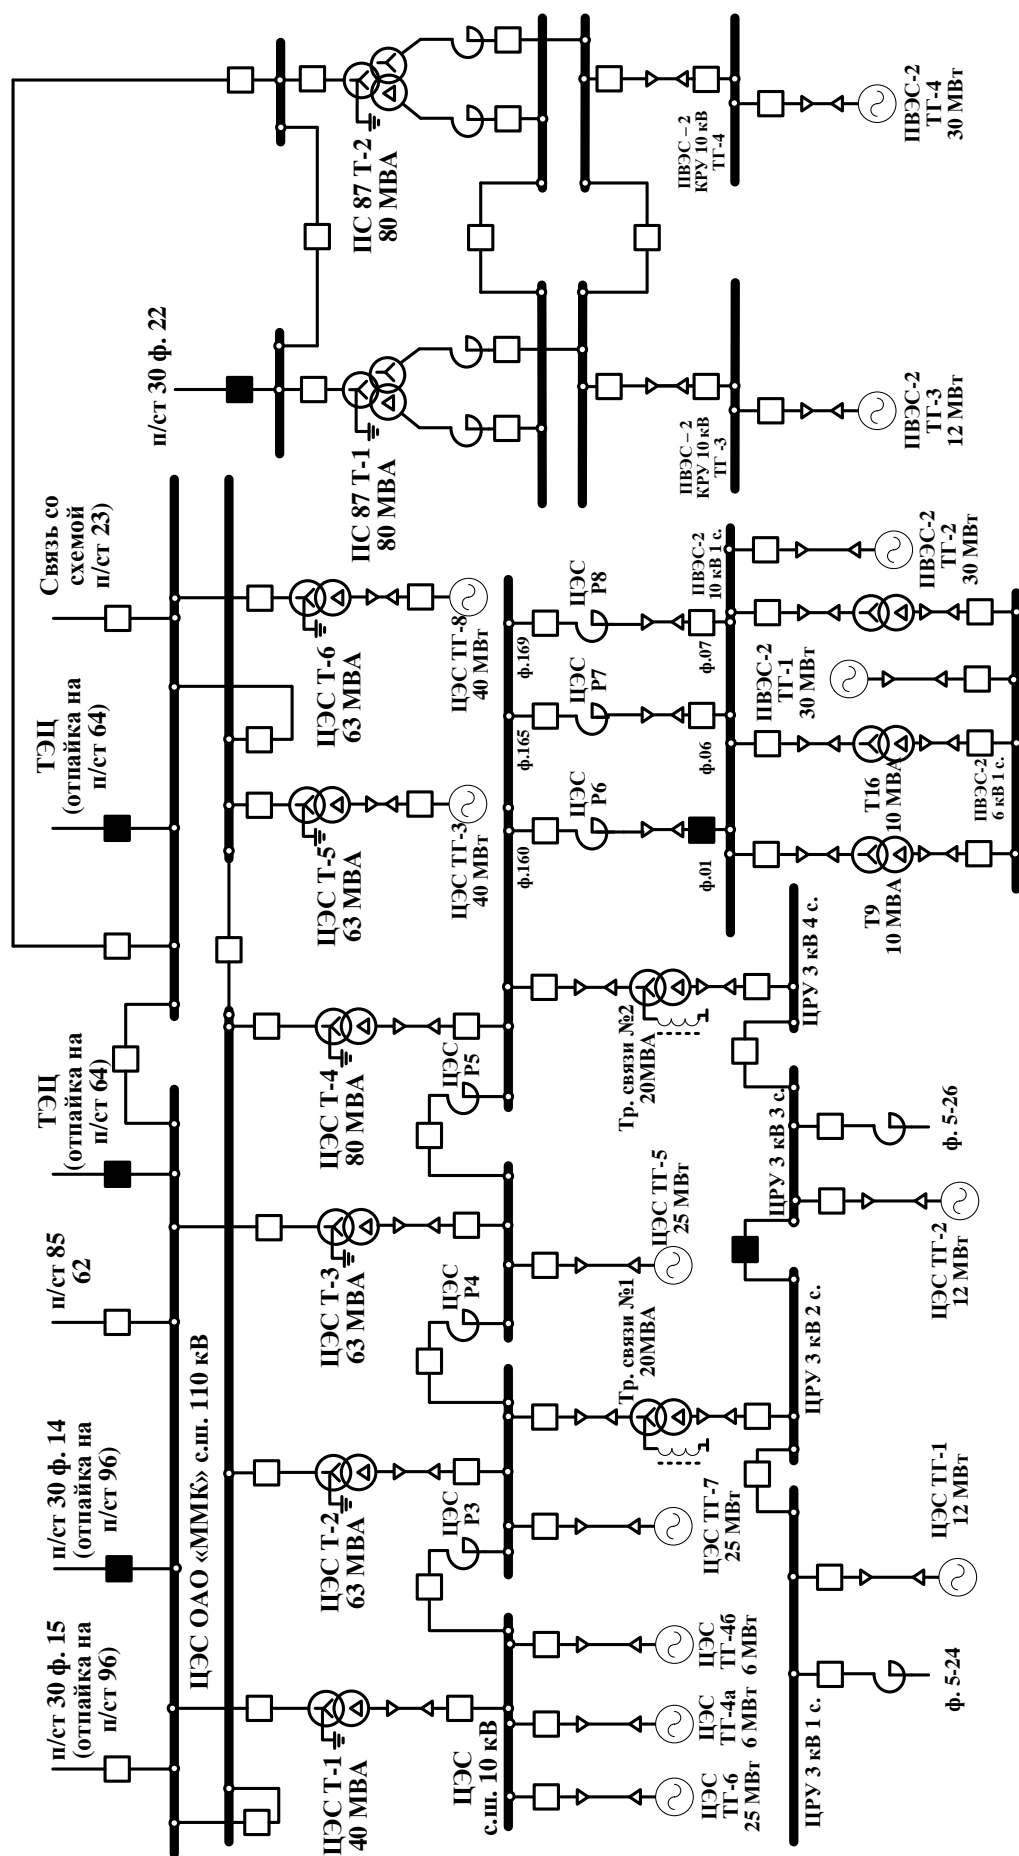 п/ст 30 ф. 15
(отпайка на
п/ст 96)
п/ст 30 ф. 14
(отпайка на
п/ст 96)
п/ст 85
62
ТЭЦ
(отпайка на
п/ст 64)
ТЭЦ
(отпайка на
п/ст 64)
Связь со
схемой
п/ст 23)
п/ст 30 ф. 22
ЦЭС ОАО «ММК» с.ш. 110 кВ
ЦЭС Т-1
40 МВА
ЦЭС Т-2
63 МВА
ЦЭС Т-3
63 МВА
ЦЭС Т-4
80 МВА
ЦЭС Т-5
63 МВА
ЦЭС Т-6
63 МВА
ПС 87 Т-1
80 МВА
ПС 87 Т-2
80 МВА
ЦЭС
Р3
ЦЭС
Р4
ЦЭС
Р5
ЦЭС ТГ-3
40 МВт
ЦЭС ТГ-8
40 МВт
ЦЭС
с.ш. 10 кВ
ф.160
ф.165
ф.169
ЦЭС
Р6
ЦЭС
Р7
ЦЭС
Р8
ф.01
ф.06
ф.07
ПВЭС-2
10 кВ 1 с.
ПВЭС – 2
КРУ 10 кВ
ТГ -3
ПВЭС – 2
КРУ 10 кВ
ТГ-4
ЦЭС
ТГ-6
25 МВт
ЦЭС
ТГ-4а
6 МВт
ЦЭС
ТГ-4б
6 МВт
ЦЭС ТГ-7
25 МВт
Тр. связи №1
20МВА
ЦЭС ТГ-5
25 МВт
Тр. связи №2
20МВА
ПВЭС-2
ТГ-1
30 МВт
ПВЭС-2
ТГ-2
30 МВт
ПВЭС-2
ТГ-3
12 МВт
ПВЭС-2
ТГ-4
30 МВт
Т9
10 МВА
Т16
10 МВА
ПВЭС-2
6 кВ 1 с.
ЦРУ 3 кВ 1 с.
ЦРУ 3 кВ 2 с.
ЦРУ 3 кВ 3 с.
ЦРУ 3 кВ 4 с.
ф. 5-24
ЦЭС ТГ-1
12 МВт
ЦЭС ТГ-2
12 МВт
ф. 5-26